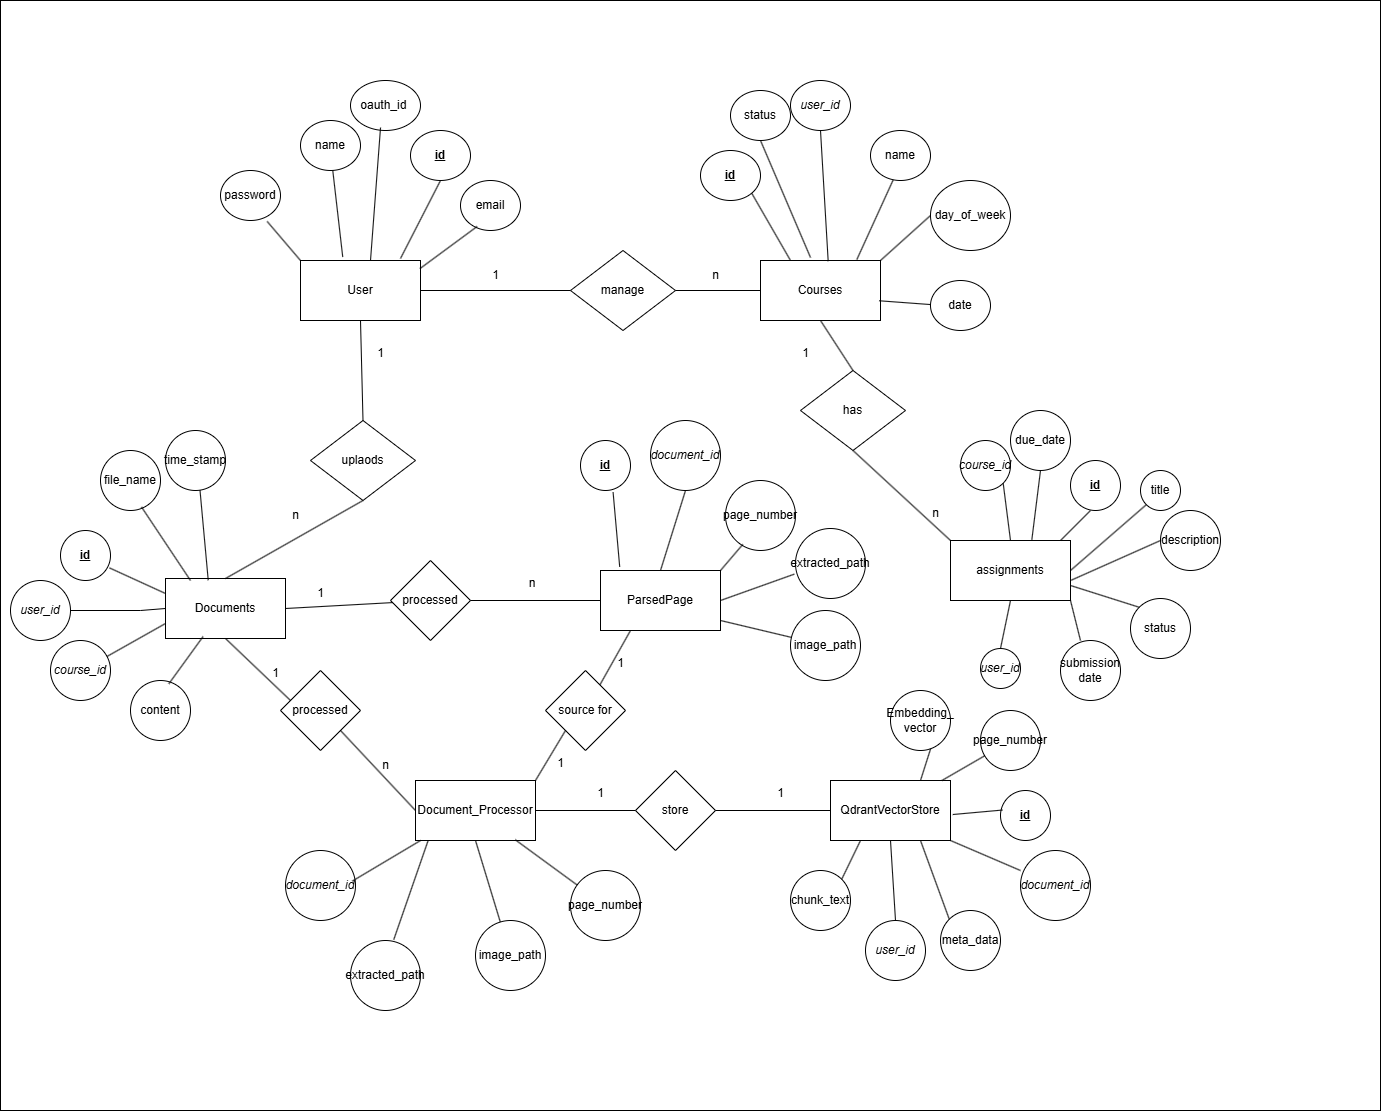 oauth_id
status
user_id
name
id
name
id
password
email
day_of_week
User
1
manage
n
Courses
date
1
1
has
due_date
uplaods
time_stamp
file_name
id
document_id
course_id
id
title
n
page_number
n
description
id
extracted_path
assignments
user_id
Documents
1
processed
n
ParsedPage
image_path
status
course_id
1
1
user_id
submission
date
content
processed
source for
Embedding_
vector
page_number
n
1
Document_Processor
1
store
1
QdrantVectorStore
id
document_id
page_number
chunk_text
document_id
extracted_path
image_path
user_id
meta_data